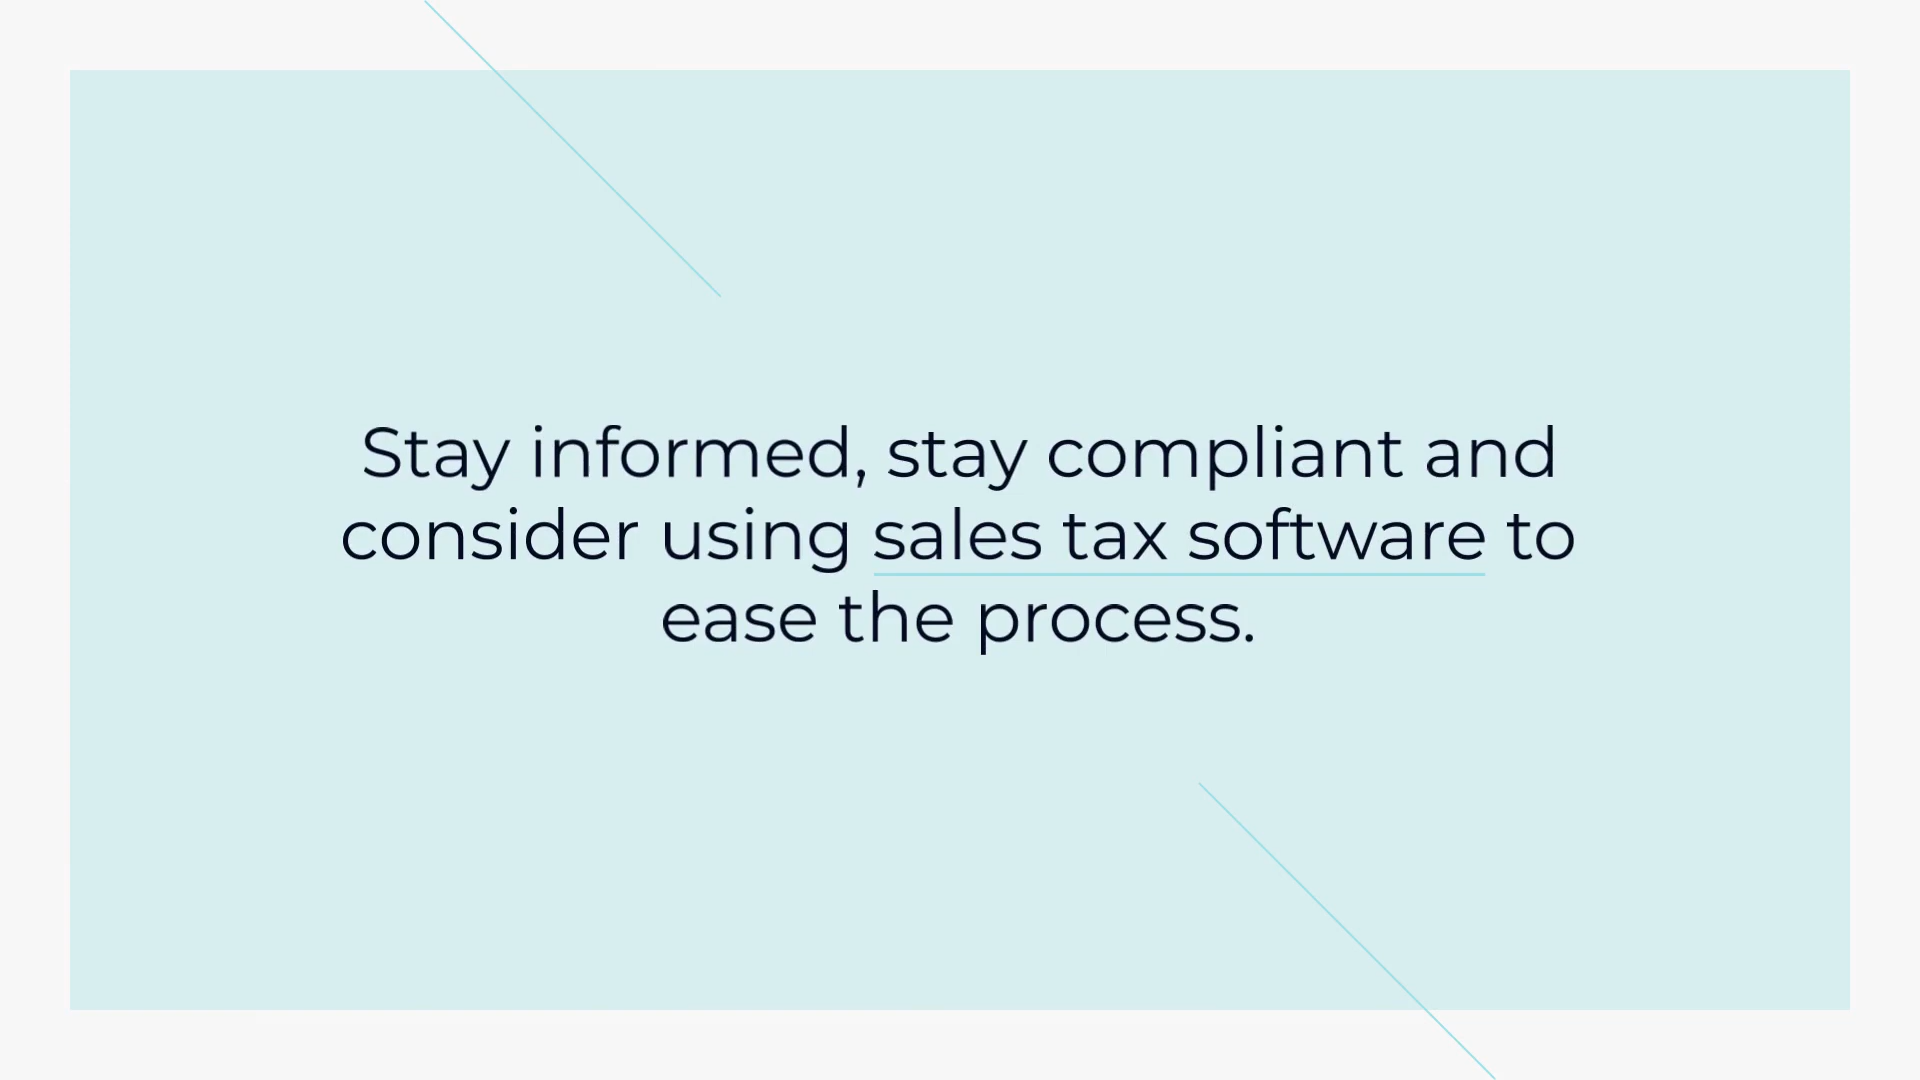 Stay informed, stay compliant and
consider using sales tax software to
ease the process.